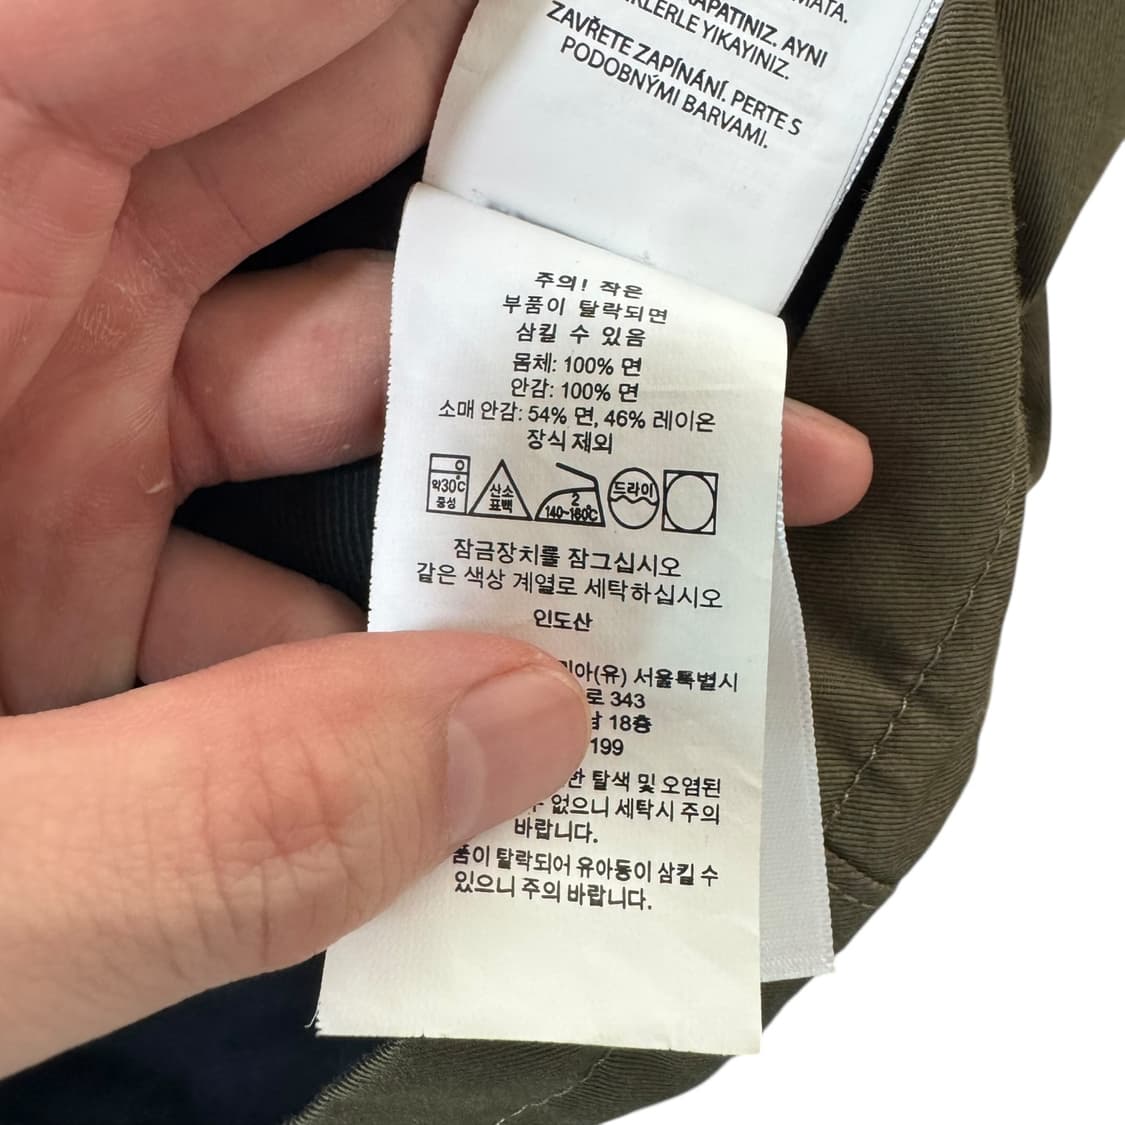 MATA.
KAPATINIZ. AYNI
YIKAYINIZ.
ZAVŘETE ZAPÍNÁNÍ. PERTE S
PODOBNÝMI BARVAMI.
주의! 작은
부품이 탈락되면
삼킬 수 있음
몸체: 100% 면
안감: 100% 면
소매 안감: 54% 면, 46% 레이온
장식 제외
약30℃
중성
산소
표백
2
140~160℃
드라이
잠금장치를 잠그십시오
같은 색상 계열로 세탁하십시오
인도산
아(유) 서울특별시
로 343
18층
199
탈색 및 오염된
없으니 세탁시 주의
바랍니다.
품이 탈락되어 유아등이 삼킬 수
있으니 주의 바랍니다.